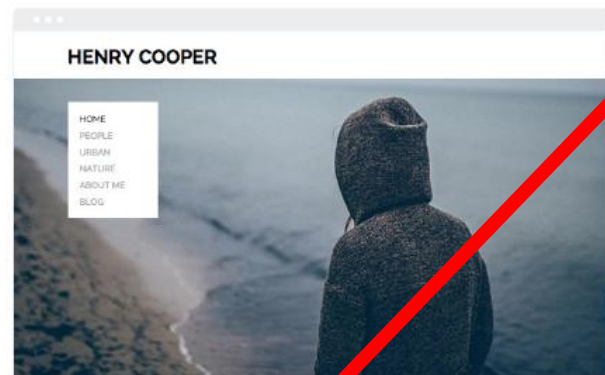 HENRY COOPER
HOME
PEOPLE
URBAN
NATURE
ABOUT ME
BLOG